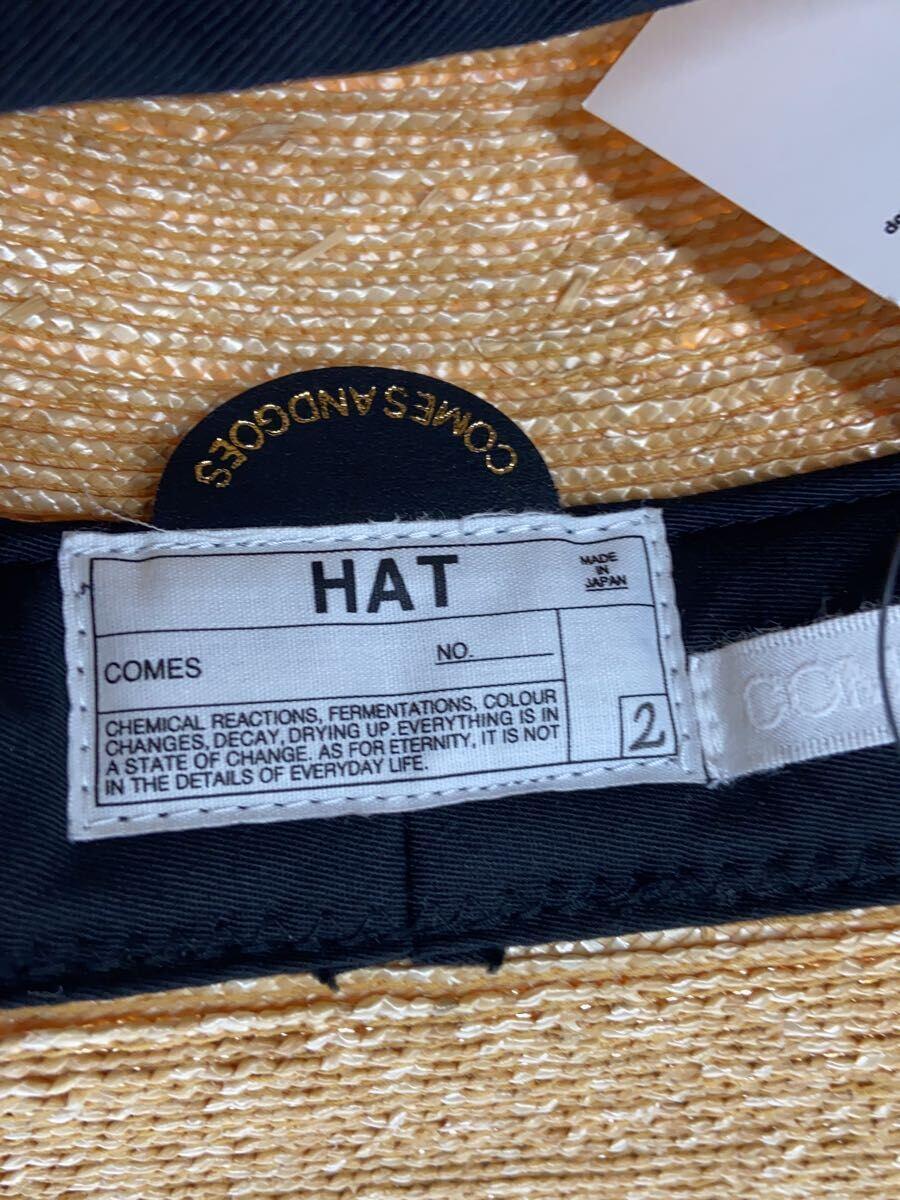 COMESANDGOES
HAT
MADE
IN
JAPAN
COMES
NO.
CHEMICAL REACTIONS, FERMENTATIONS, COLOUR
CHANGES, DECAY, DRYING UP. EVERYTHING IS IN
A STATE OF CHANGE. AS FOR ETERNITY, IT IS NOT
IN THE DETAILS OF EVERYDAY LIFE.
2
COM